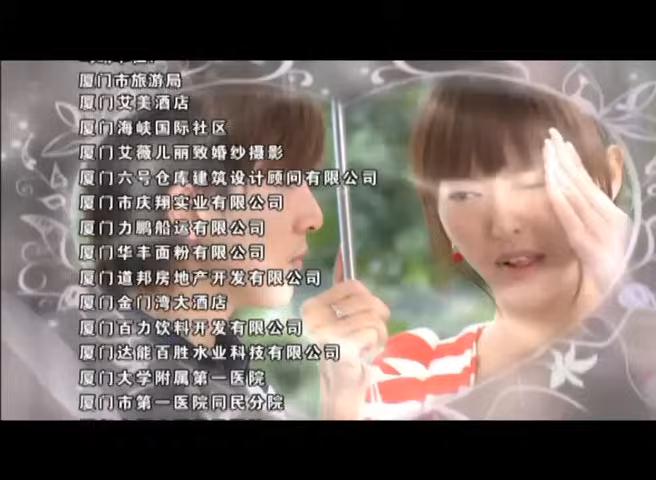 厦门市旅游局
厦门艾美酒店
厦门海峡国际社区
厦门艾薇儿丽致婚纱摄影
厦门六号仓库建筑设计顾问有限公司
厦门市庆翔实业有限公司
厦门力鹏船运有限公司
厦门华丰面粉有限公司
厦门道邦房地产开发有限公司
厦门金门湾大酒店
厦门百力饮料开发有限公司
厦门达能百胜水业科技有限公司
厦门大学附属第一医院
厦门市第一医院同民分院